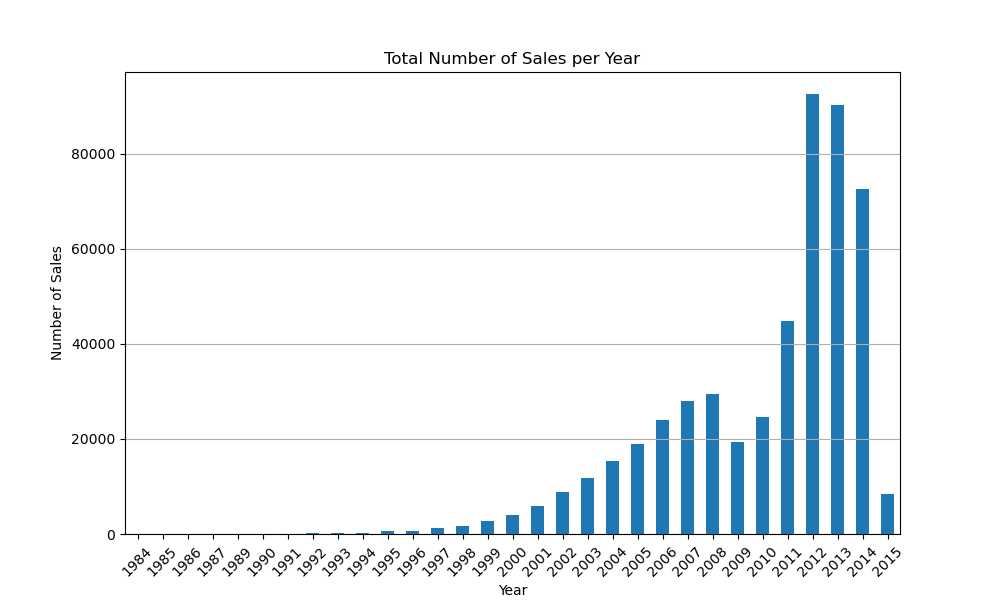 Total Number of Sales per Year
Number of Sales
80000
60000
40000
20000
0
1984 1985 1986 1987 1989 1990 1991 1992 1993 1994 1995 1996 1997 1998 1999 2000 2001 2002 2003 2004 2005 2006 2007 2008 2009 2010 2011 2012 2013 2014 2015
Year